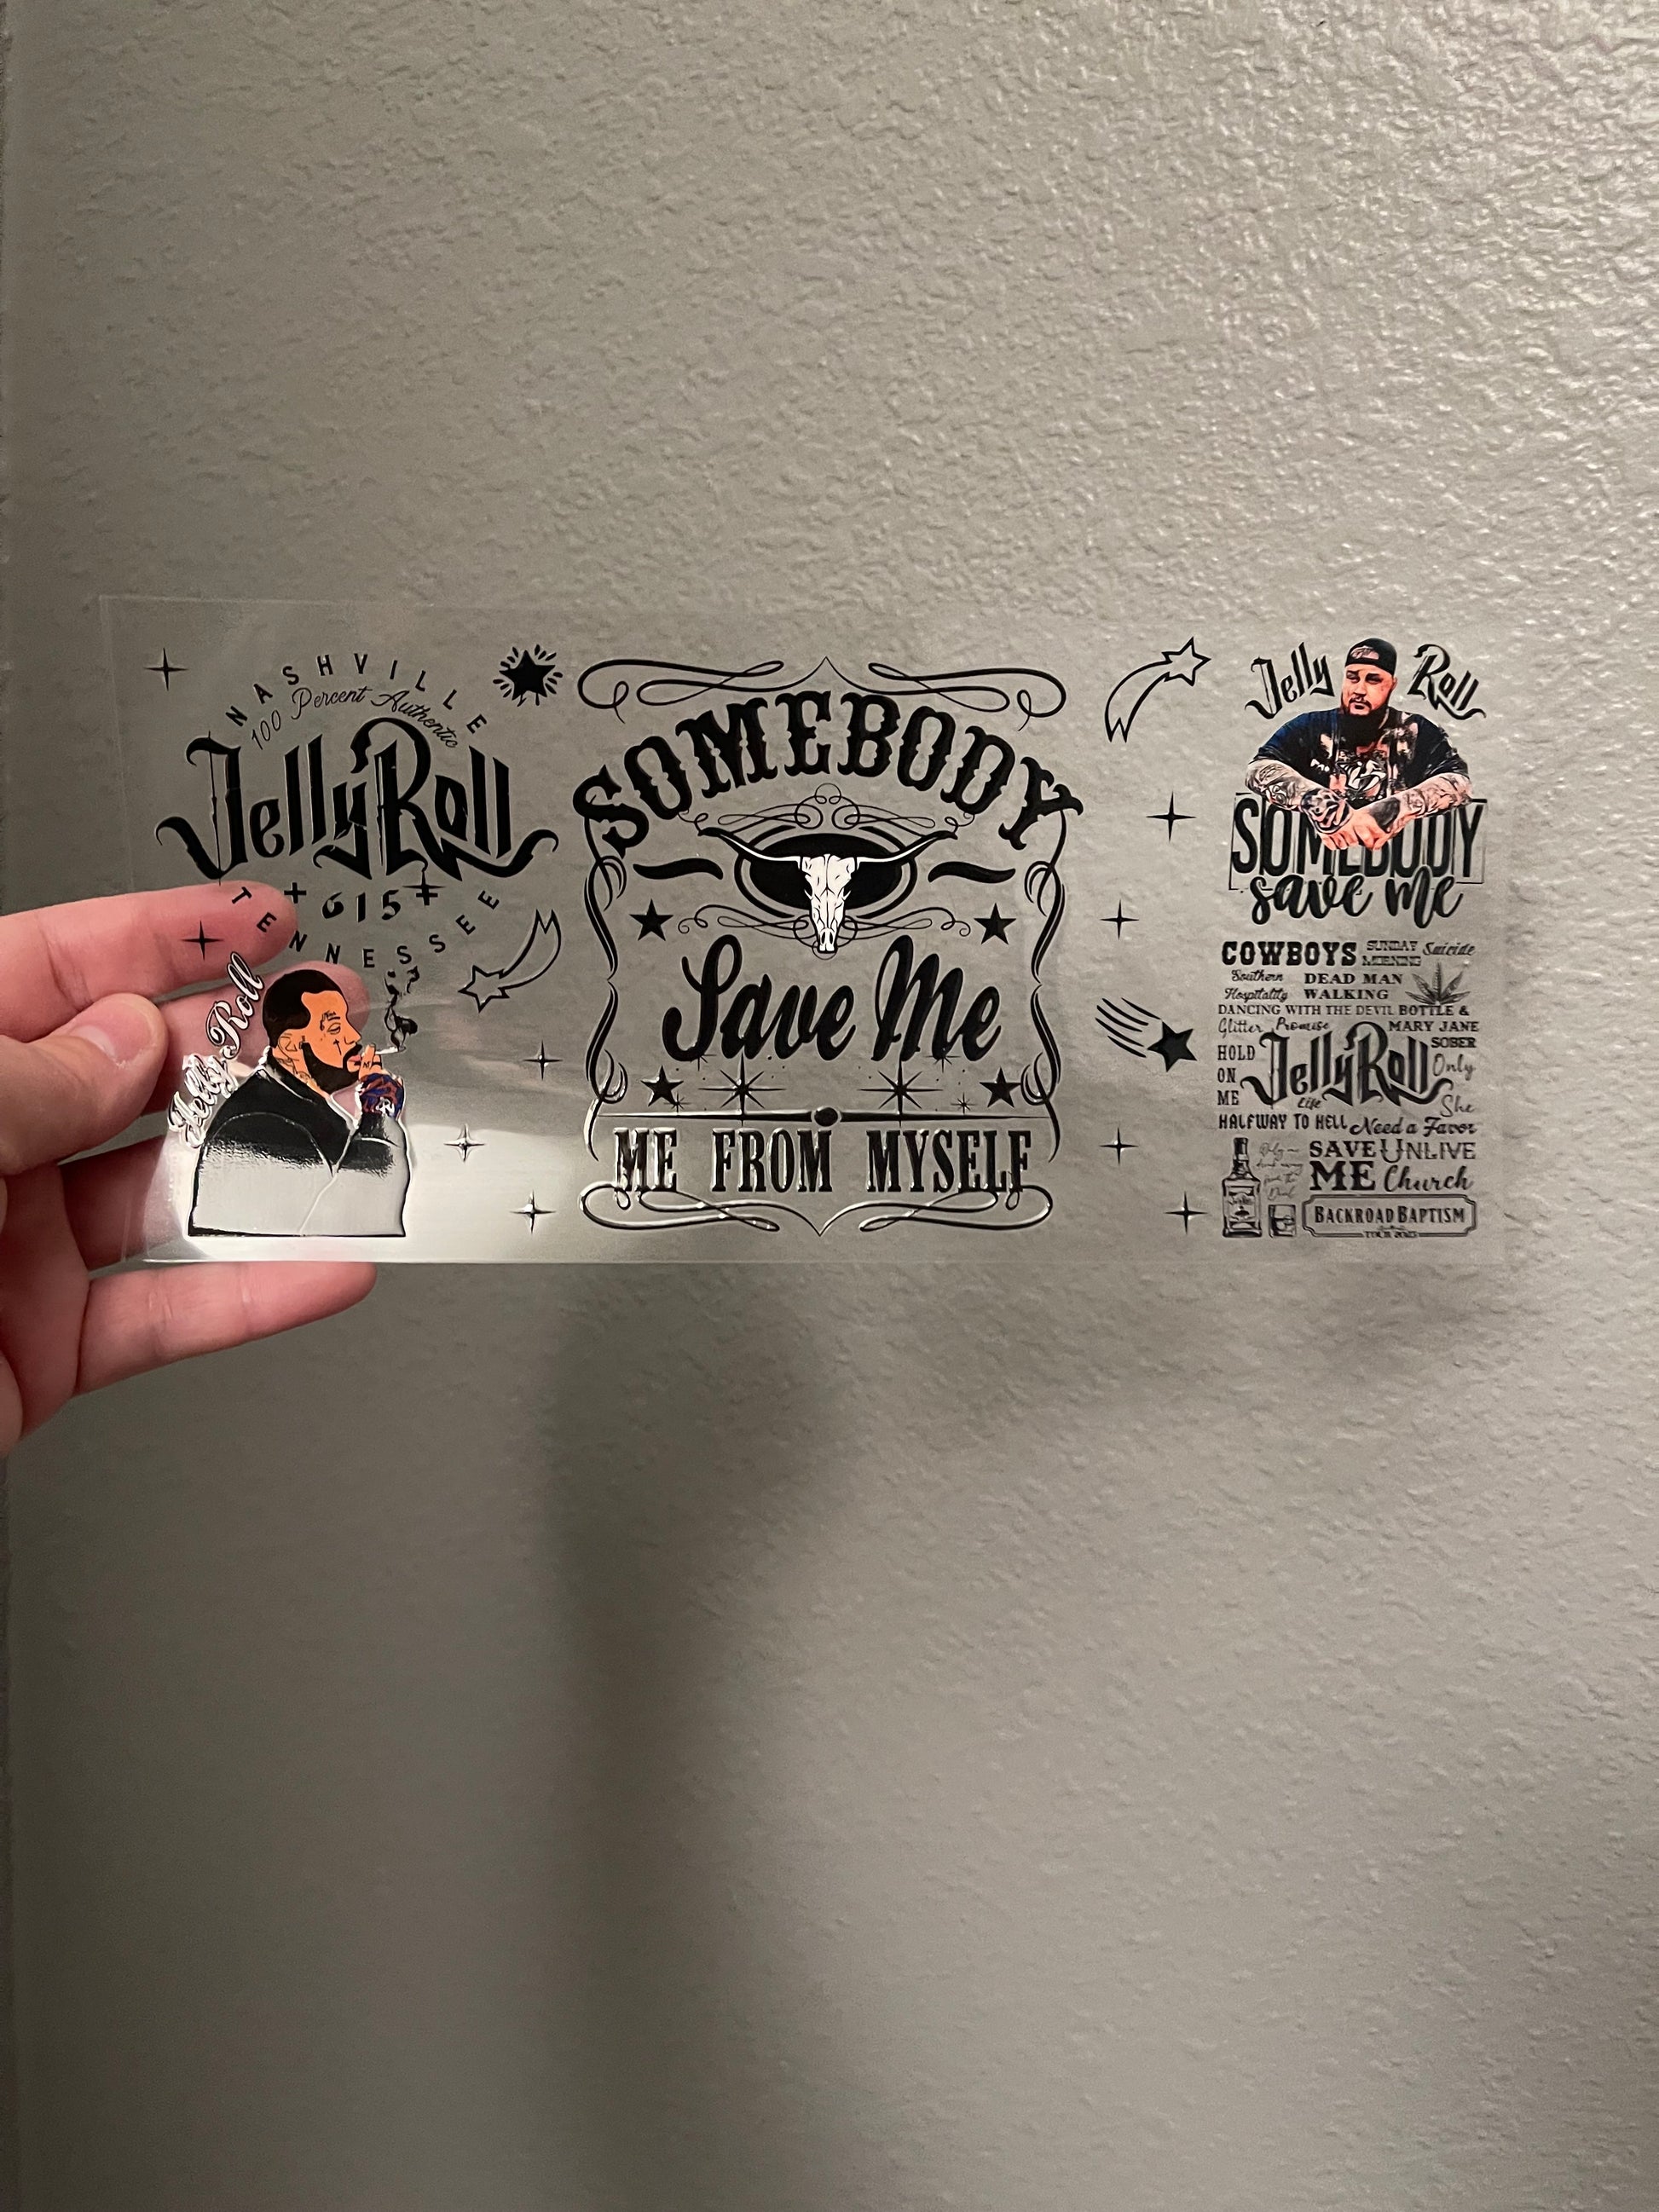 NASHVILLE
100 Percent Authentic
Jelly Roll
615
TENNESSEE
Jelly Roll
SOMEBODY
Save Me
ME FROM MYSELF
Jelly Roll
SOMEBODY
save me
COWBOYS SUNDAY MORNING Suicide
Southern Hospitality DEAD MAN WALKING
DANCING WITH THE DEVIL BOTTLE &
Glitter Promise MARY JANE
HOLD ON ME Jelly Roll SOBER
Only
Life She
HALFWAY TO HELL Need a Favor
SAVE UNLIVE
ME Church
BACKROAD BAPTISM
TOUR 2023